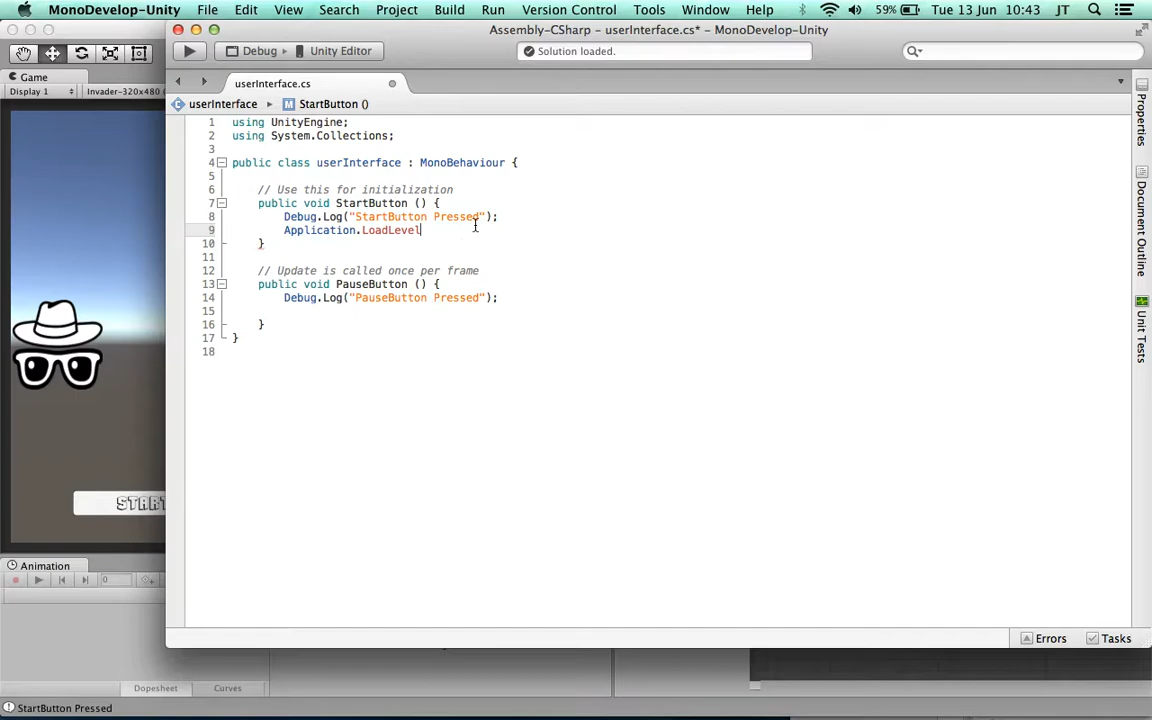 MonoDevelop-Unity File Edit View Search Project Build Run Version Control Tools Window Help 59% Tue 13 Jun 10:43 JT
Assembly-CSharp – userInterface.cs* – MonoDevelop-Unity
Debug Unity Editor Solution loaded.
Game
Display 1 Invader-320x480
userInterface.cs
userInterface StartButton ()
1 using UnityEngine;
2 using System.Collections;
3
4 public class userInterface : MonoBehaviour {
5
6 // Use this for initialization
7 public void StartButton () {
8 Debug.Log("StartButton Pressed");
9 Application.LoadLevel
10 }
11
12 // Update is called once per frame
13 public void PauseButton () {
14 Debug.Log("PauseButton Pressed");
15
16 }
17 }
18
Properties
Document Outline
Unit Tests
START
Animation
0
Errors Tasks
Dopesheet Curves
StartButton Pressed